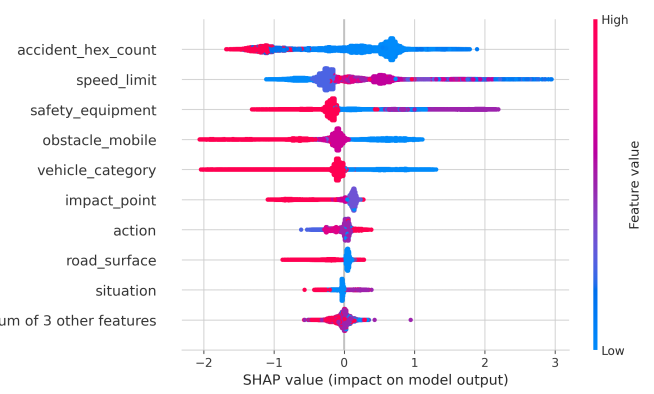 High
accident_hex_count
speed_limit
safety_equipment
obstacle_mobile
vehicle_category
impact_point
action
road_surface
situation
um of 3 other features
Feature value
Low
−2 −1 0 1 2 3
SHAP value (impact on model output)